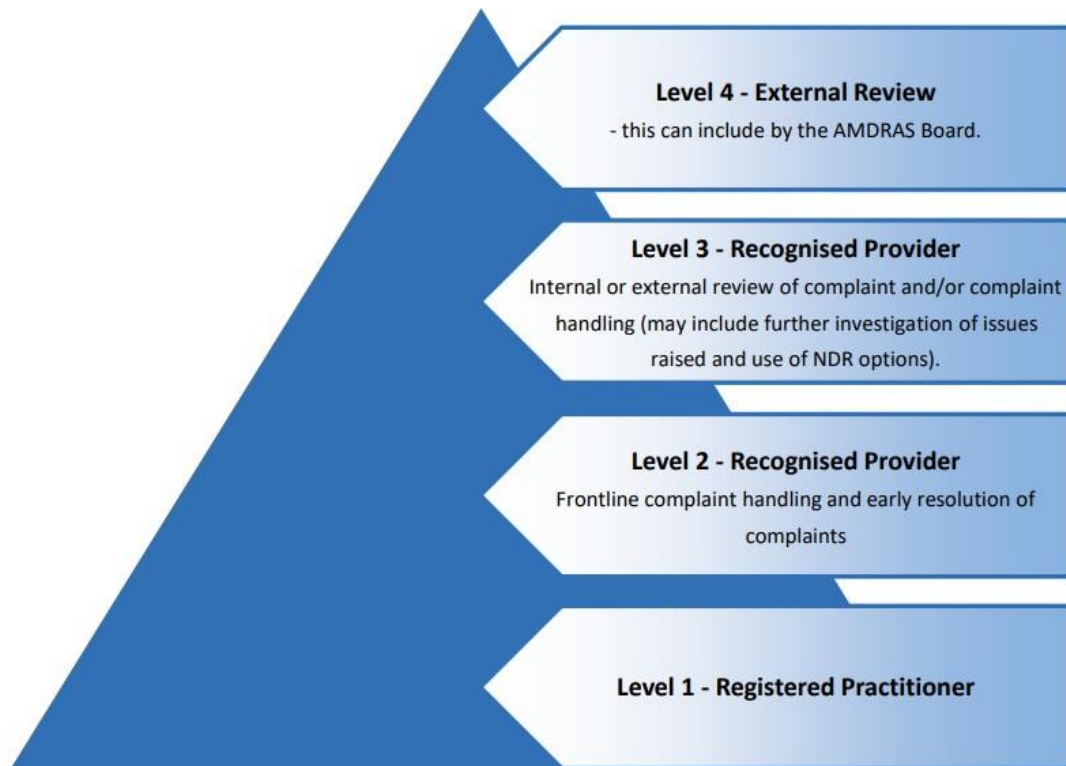 Level 4 - External Review
- this can include by the AMDRAS Board.
Level 3 - Recognised Provider
Internal or external review of complaint and/or complaint
handling (may include further investigation of issues
raised and use of NDR options).
Level 2 - Recognised Provider
Frontline complaint handling and early resolution of
complaints
Level 1 - Registered Practitioner